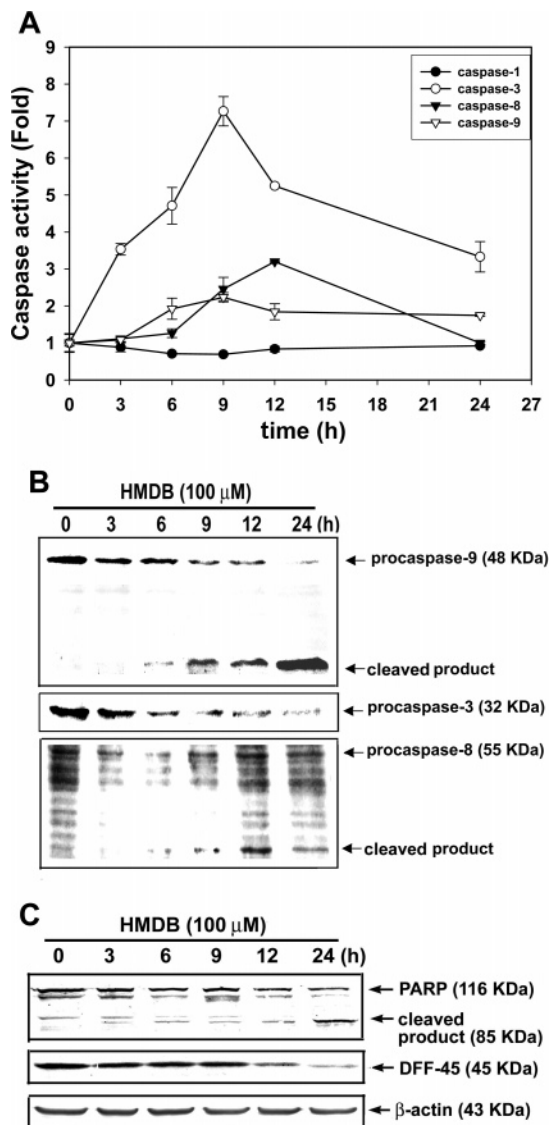 A
Caspase activity (Fold)
9
8
7
6
5
4
3
2
1
0
caspase-1
caspase-3
caspase-8
caspase-9
0 3 6 9 12 15 18 21 24 27
time (h)
B
HMDB (100 μM)
0 3 6 9 12 24 (h)
procaspase-9 (48 KDa)
cleaved product
procaspase-3 (32 KDa)
procaspase-8 (55 KDa)
cleaved product
C
HMDB (100 μM)
0 3 6 9 12 24 (h)
PARP (116 KDa)
cleaved
product (85 KDa)
DFF-45 (45 KDa)
β-actin (43 KDa)